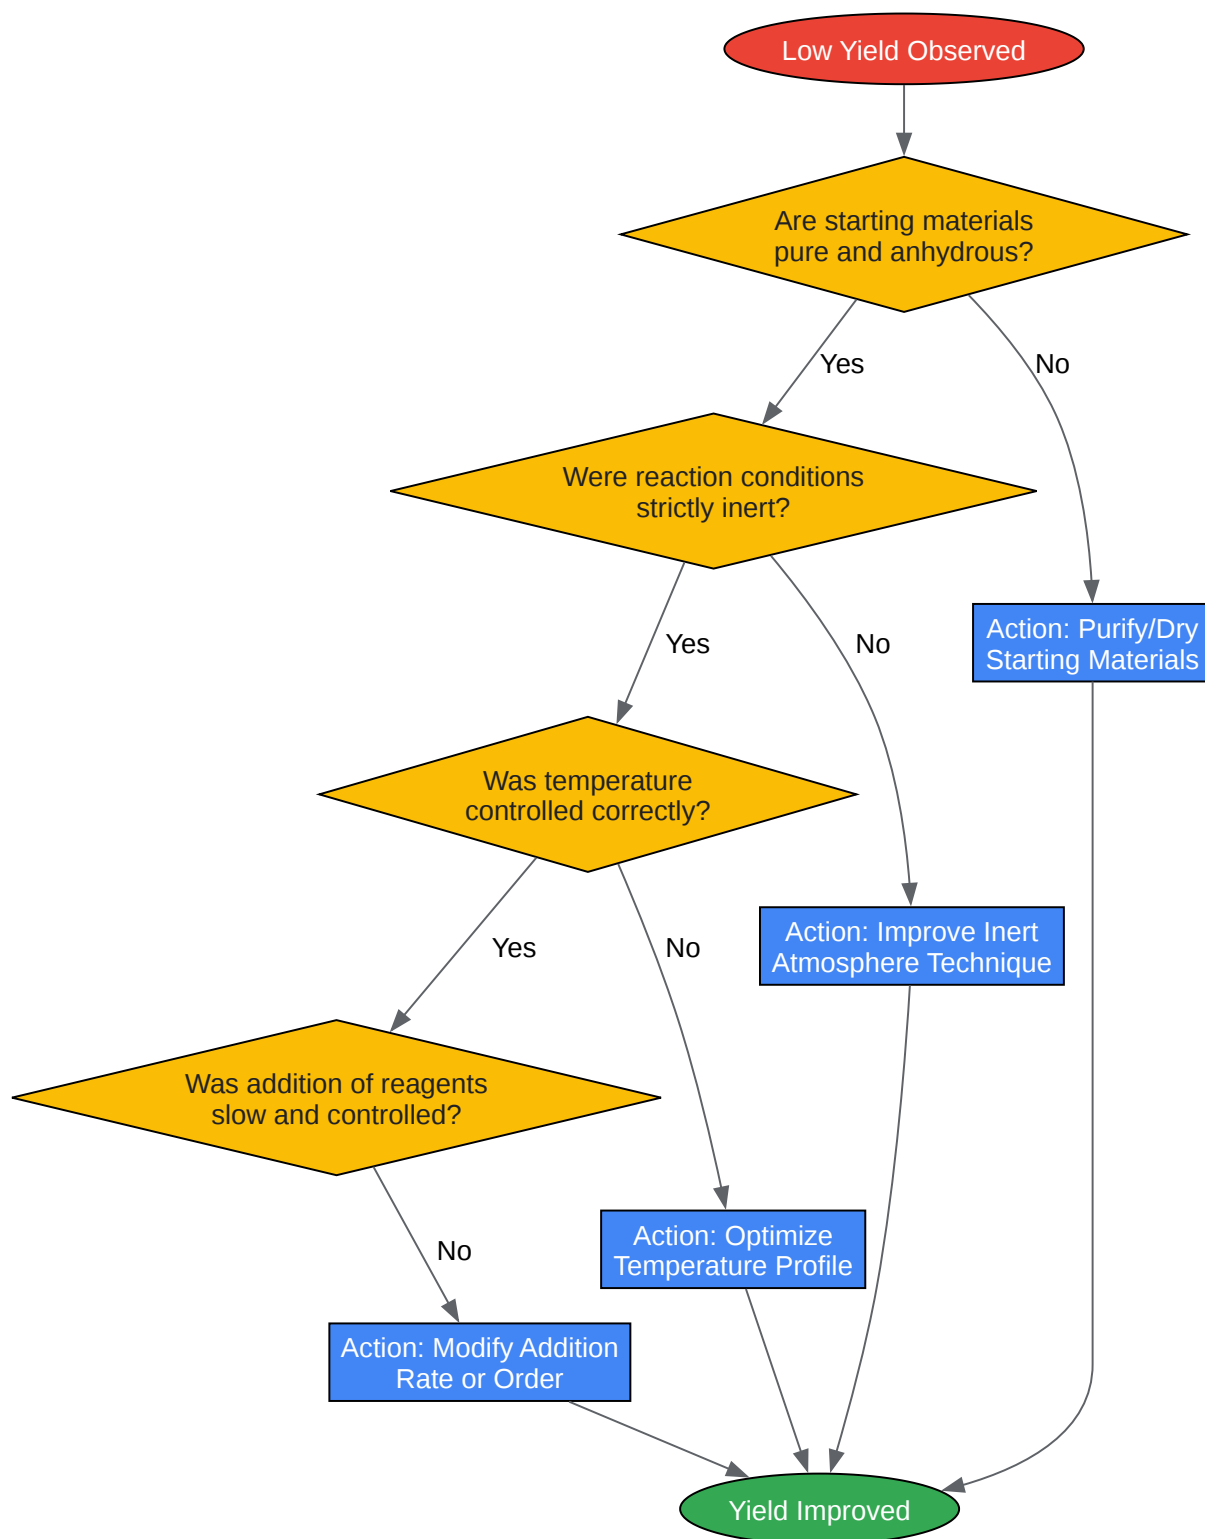 Low Yield Observed
Are starting materials
pure and anhydrous?
Yes
No
Were reaction conditions
strictly inert?
Yes
No
Action: Purify/Dry
Starting Materials
Was temperature
controlled correctly?
Yes
No
Action: Improve Inert
Atmosphere Technique
Was addition of reagents
slow and controlled?
No
Action: Optimize
Temperature Profile
Action: Modify Addition
Rate or Order
Yield Improved